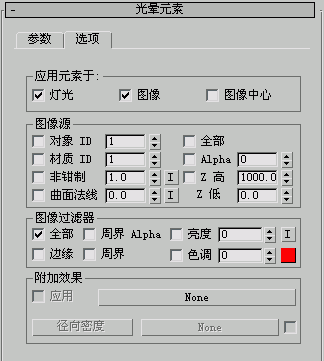 - 光晕元素
参数 选项
应用元素于:
灯光 图像 图像中心
图像源
对象 ID 1 全部
材质 ID 1 Alpha 0
非钳制 1.0 I Z 高 1000.0
曲面法线 0.0 I Z 低 0.0
图像过滤器
全部 周界 Alpha 亮度 0 I
边缘 周界 色调 0
附加效果
应用 None
径向密度 None